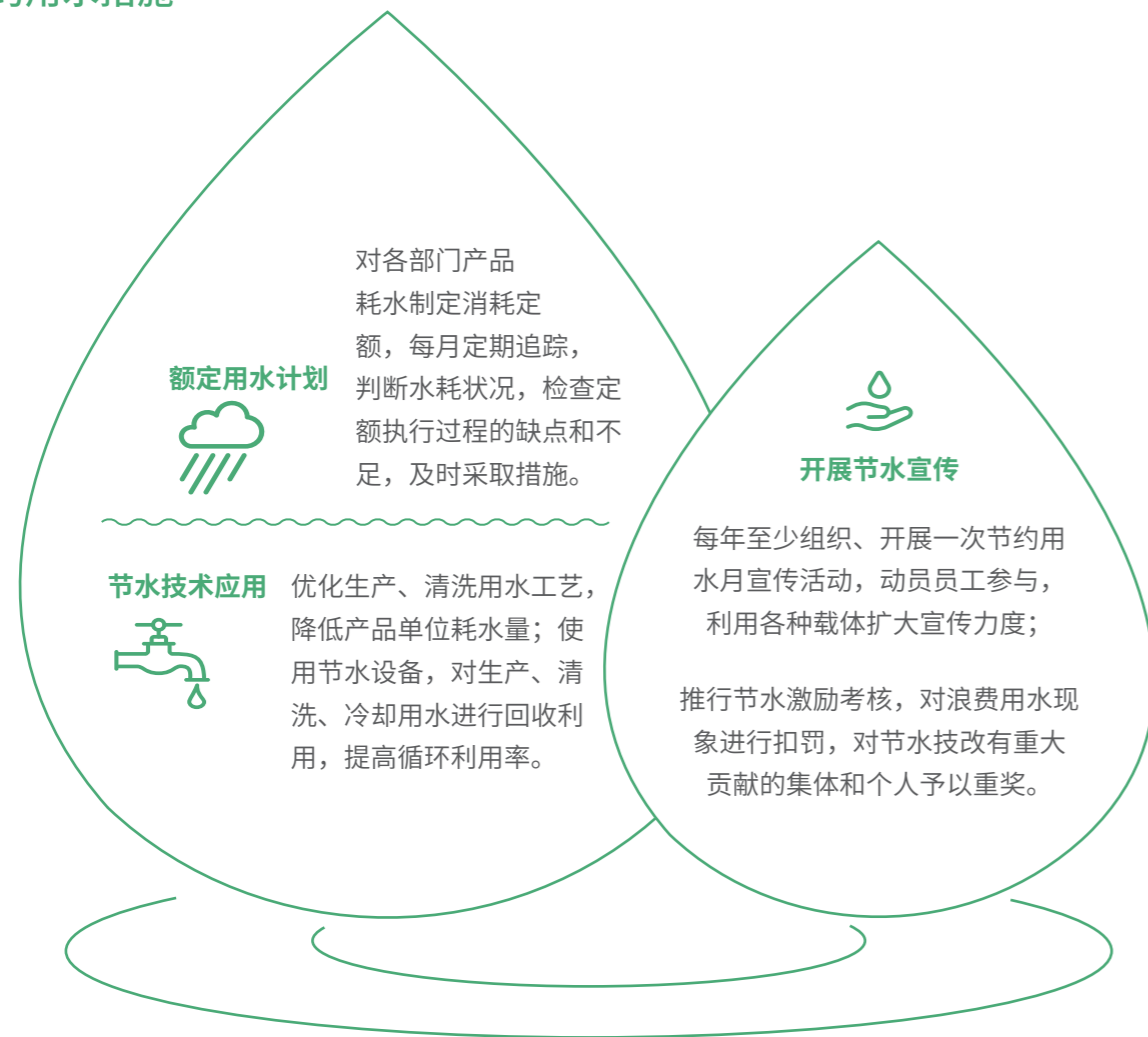 用水措施
额定用水计划
对各部门产品
耗水制定消耗定
额，每月定期追踪，
判断水耗状况，检查定
额执行过程的缺点和不
足，及时采取措施。
节水技术应用
优化生产、清洗用水工艺，
降低产品单位耗水量；使
用节水设备，对生产、清
洗、冷却用水进行回收利
用，提高循环利用率。
开展节水宣传
每年至少组织、开展一次节约用
水月宣传活动，动员员工参与，
利用各种载体扩大宣传力度；
推行节水激励考核，对浪费用水现
象进行扣罚，对节水技改有重大
贡献的集体和个人予以重奖。